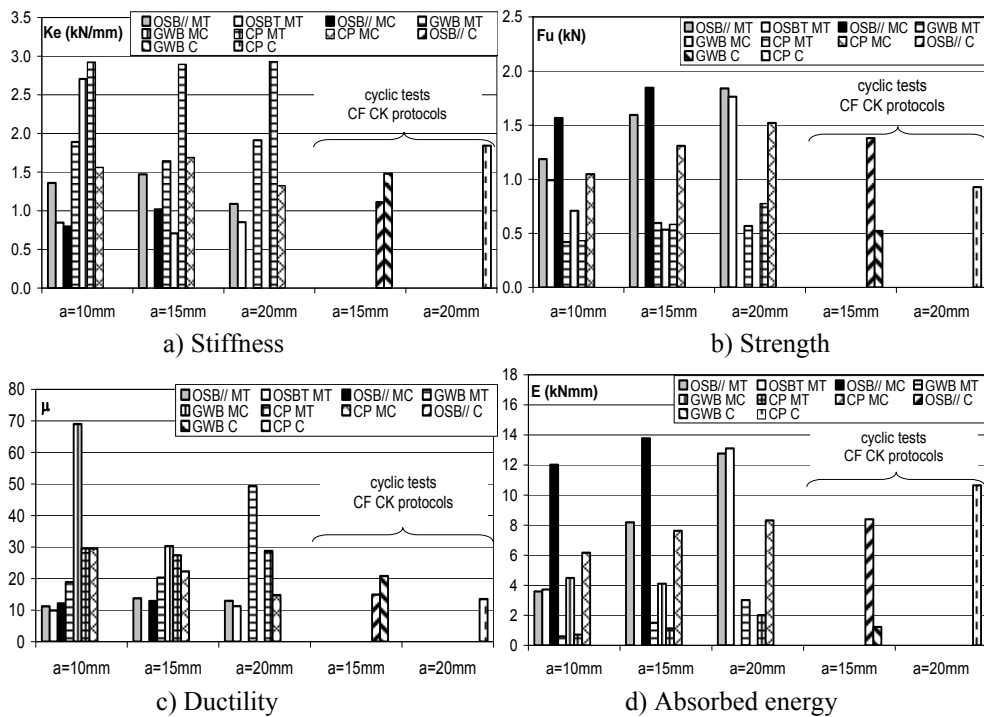 Ke (kN/mm)
OSB// MT OSBT MT OSB// MC GWB MT
GWB MC CP MT CP MC OSB// C
GWB C CP C
3.5
3.0
2.5
2.0
1.5
1.0
0.5
0.0
cyclic tests
CF CK protocols
a=10mm a=15mm a=20mm a=15mm a=20mm
a) Stiffness
Fu (kN)
OSB// MT OSBT MT OSB// MC GWB MT
GWB MC CP MT CP MC OSB// C
GWB C CP C
2.5
2.0
1.5
1.0
0.5
0.0
cyclic tests
CF CK protocols
a=10mm a=15mm a=20mm a=15mm a=20mm
b) Strength
μ
OSB// MT OSBT MT OSB// MC GWB MT
GWB MC CP MT CP MC OSB// C
GWB C CP C
80
70
60
50
40
30
20
10
0
cyclic tests
CF CK protocols
a=10mm a=15mm a=20mm a=15mm a=20mm
c) Ductility
E (kNmm)
OSB// MT OSBT MT OSB// MC GWB MT
GWB MC CP MT CP MC OSB// C
GWB C CP C
18
16
14
12
10
8
6
4
2
0
cyclic tests
CF CK protocols
a=10mm a=15mm a=20mm a=15mm a=20mm
d) Absorbed energy